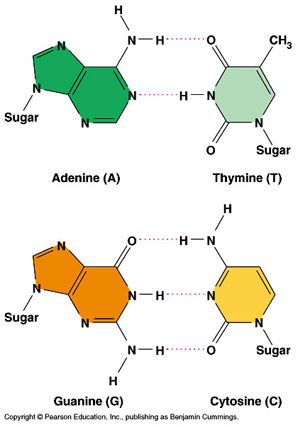 H
N
N
H
O
CH₃
N
N
H
N
N
N
Sugar
O
Sugar
Adenine (A)
Thymine (T)
H
O
H
N
N
N
H
N
N
N
N
Sugar
N
H
O
Sugar
H
Guanine (G)
Cytosine (C)
Copyright © Pearson Education, Inc., publishing as Benjamin Cummings.